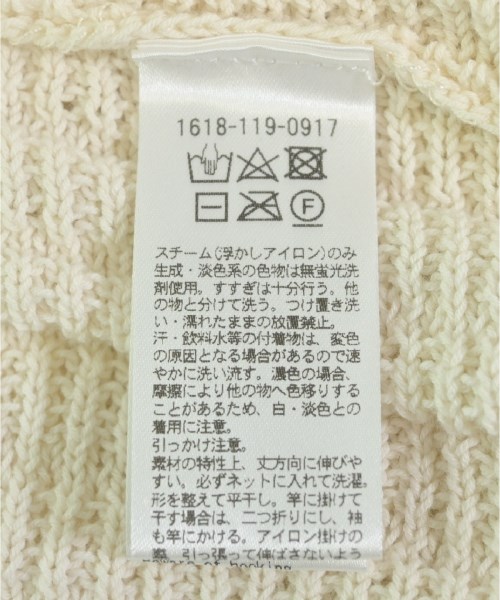 1618-119-0917
F
スチーム(浮かしアイロン)のみ
生成・淡色系の色物は無蛍光洗
剤使用。すすぎは十分行う。他
の物と分けて洗う。つけ置き洗
い・濡れたままの放置禁止。
汗・飲料水等の付着物は、変色
の原因となる場合があるので速
やかに洗い流す。濃色の場合、
摩擦により他の物へ色移りする
ことがあるため、白・淡色との
着用に注意。
引っかけ注意。
素材の特性上、丈方向に伸びや
すい。必ずネットに入れて洗濯。
形を整えて平干し。竿に掛けて
干す場合は、二つ折りにし、袖
も竿にかける。アイロン掛けの
際、引っ張って伸ばさないよう